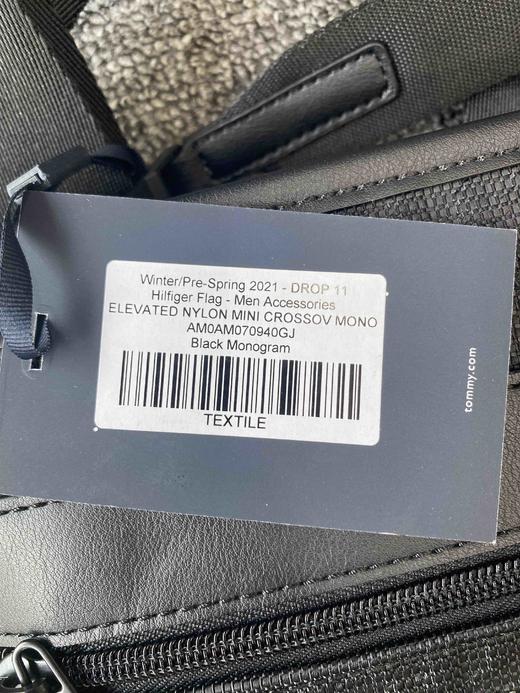 Winter/Pre-Spring 2021 - DROP 11
Hilfiger Flag - Men Accessories
ELEVATED NYLON MINI CROSSOV MONO
AM0AM070940GJ
Black Monogram
TEXTILE
tommy.com